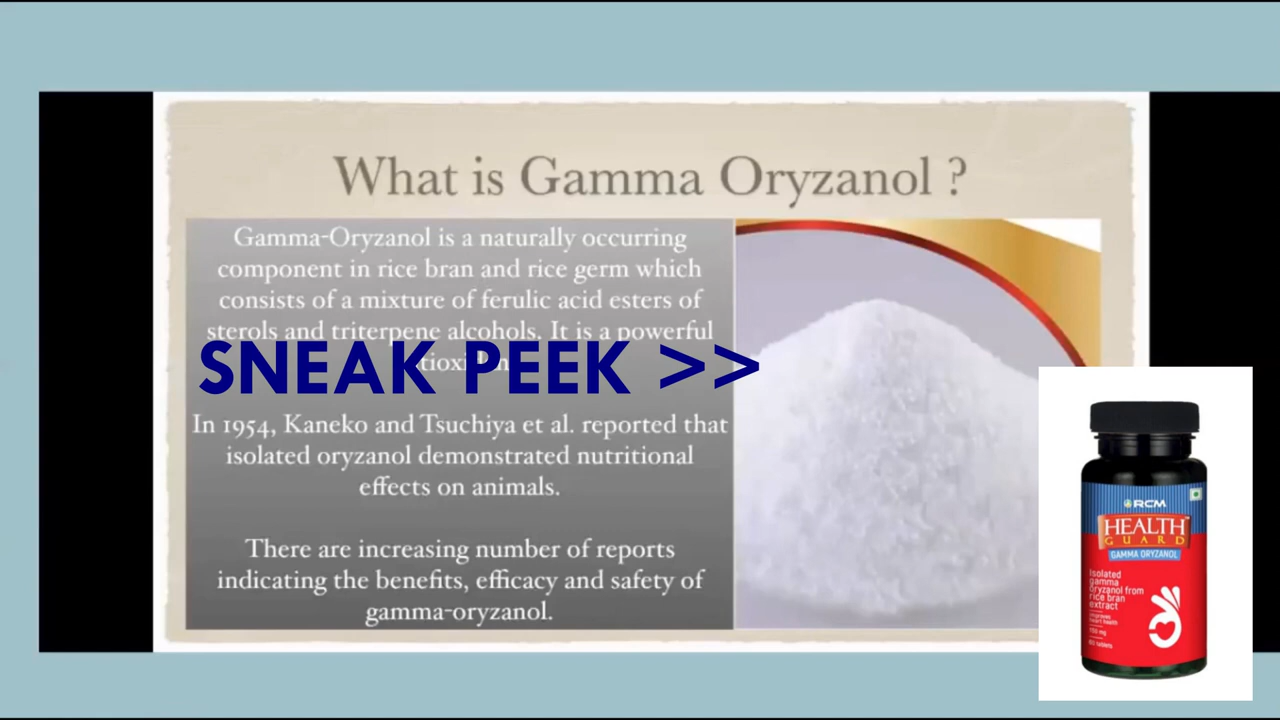 What is Gamma Oryzanol ?
Gamma-Oryzanol is a naturally occurring
component in rice bran and rice germ which
consists of a mixture of ferulic acid esters of
sterols and triterpene alcohols. It is a powerful
SNEAK PEEK >>
In 1954, Kaneko and Tsuchiya et al. reported that
isolated oryzanol demonstrated nutritional
effects on animals.
There are increasing number of reports
indicating the benefits, efficacy and safety of
gamma-oryzanol.
RCM
HEALTH
GUARD
GAMMA ORYZANOL
Isolated
gamma
oryzanol from
rice bran
extract
heart health